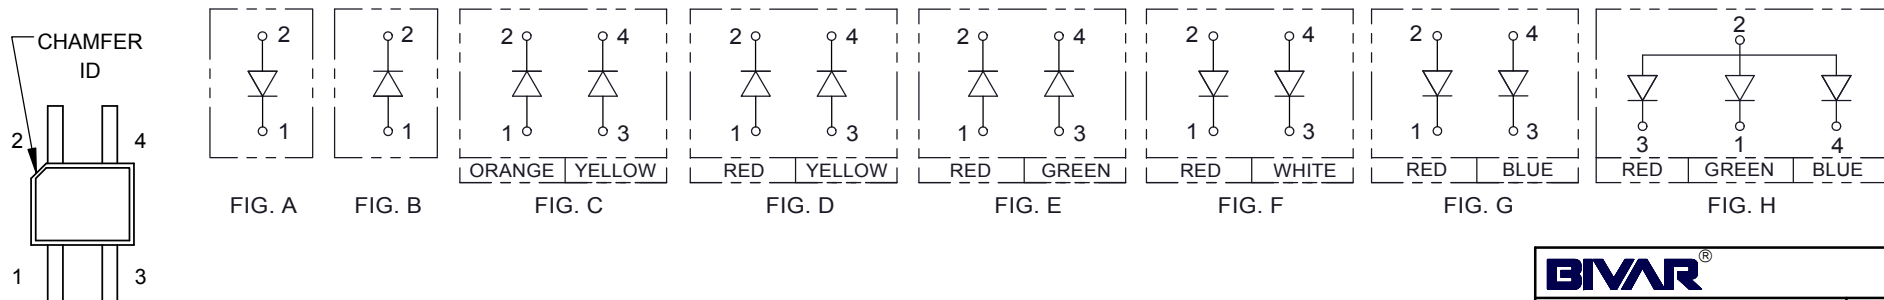 CHAMFER
ID
2 4
1 3
2
1
FIG. A
2
1
FIG. B
2 4
1 3
ORANGE YELLOW
FIG. C
2 4
1 3
RED YELLOW
FIG. D
2 4
1 3
RED GREEN
FIG. E
2 4
1 3
RED WHITE
FIG. F
2 4
1 3
RED BLUE
FIG. G
2
3 1 4
RED GREEN BLUE
FIG. H
BIVAR®